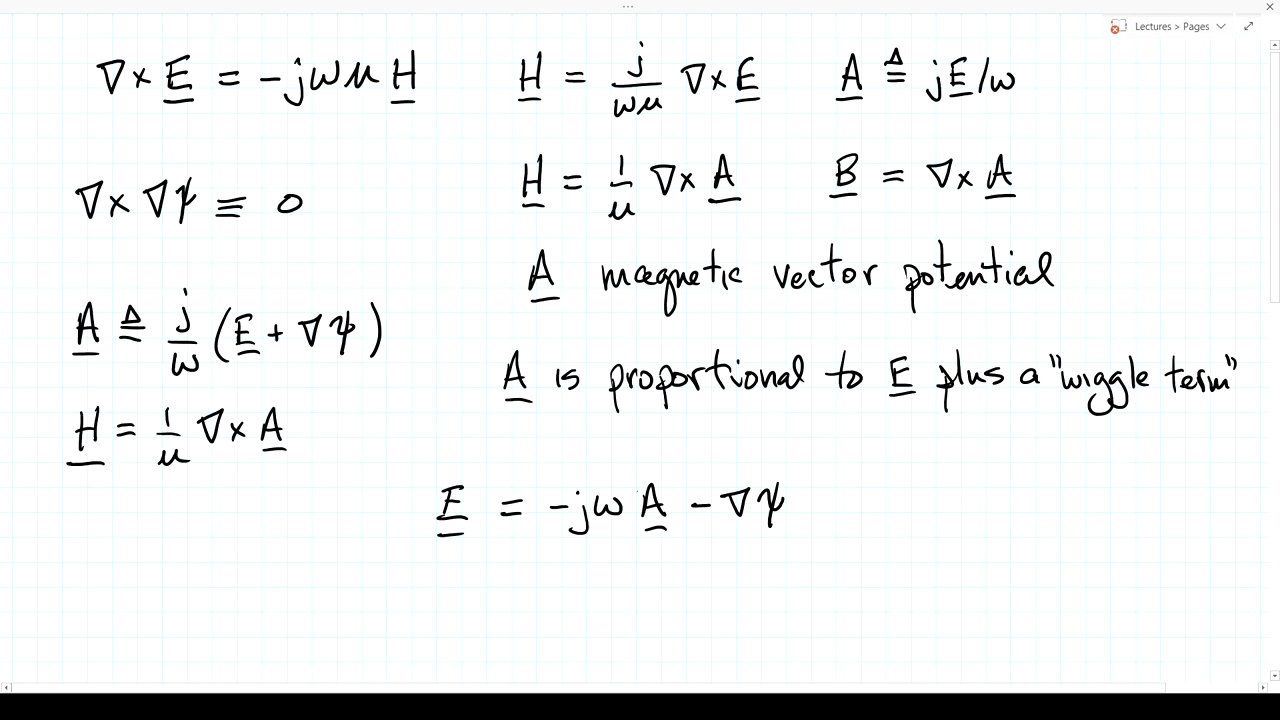 Lectures > Pages
∇ × E = -jωμ H
H = j/ωμ ∇ × E
A ≜ jE/ω
H = 1/μ ∇ × A
B = ∇ × A
∇ × ∇ψ ≡ 0
A magnetic vector potential
A ≜ j/ω (E + ∇ψ)
A is proportional to E plus a "wiggle term"
H = 1/μ ∇ × A
E = -jω A - ∇ψ